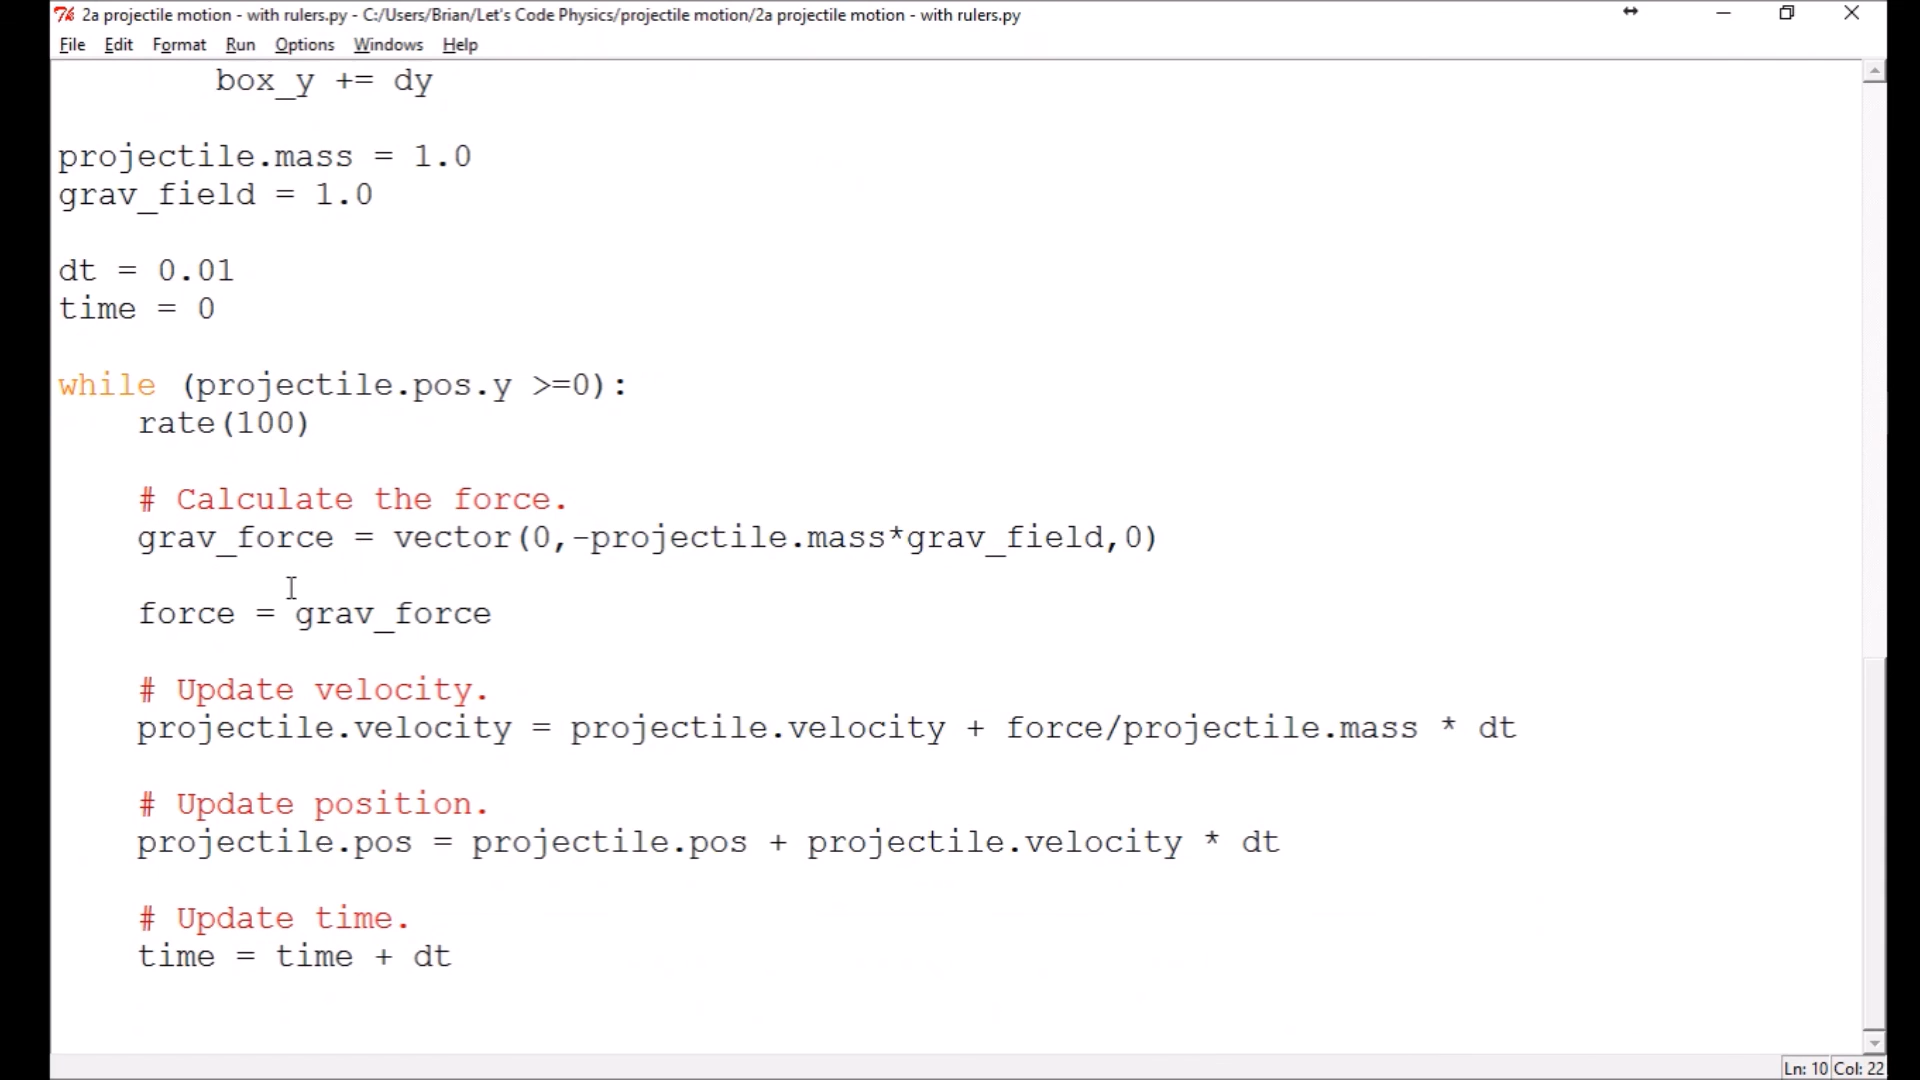 2a projectile motion - with rulers.py - C:/Users/Brian/Let's Code Physics/projectile motion/2a projectile motion - with rulers.py
File Edit Format Run Options Windows Help
box_y += dy
projectile.mass = 1.0
grav_field = 1.0
dt = 0.01
time = 0
while (projectile.pos.y >=0):
rate(100)
# Calculate the force.
grav_force = vector(0,-projectile.mass*grav_field,0)
force = grav_force
# Update velocity.
projectile.velocity = projectile.velocity + force/projectile.mass * dt
# Update position.
projectile.pos = projectile.pos + projectile.velocity * dt
# Update time.
time = time + dt
Ln: 10 Col: 22